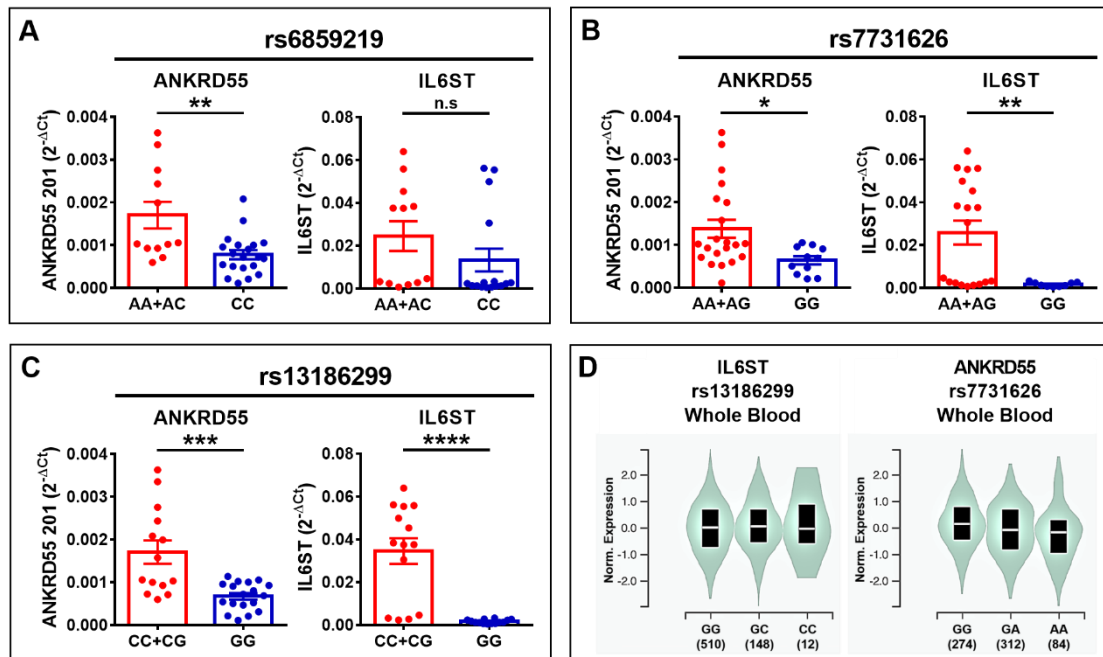 A
rs6859219
ANKRD55
**
ANKRD55 201 (2^-ΔCt)
0.004
0.003
0.002
0.001
0.000
AA+AC
CC
IL6ST
n.s
IL6ST (2^-ΔCt)
0.08
0.06
0.04
0.02
0.00
AA+AC
CC
B
rs7731626
ANKRD55
*
ANKRD55 201 (2^-ΔCt)
0.004
0.003
0.002
0.001
0.000
AA+AG
GG
IL6ST
**
IL6ST (2^-ΔCt)
0.08
0.06
0.04
0.02
0.00
AA+AG
GG
C
rs13186299
ANKRD55
***
ANKRD55 201 (2^-ΔCt)
0.004
0.003
0.002
0.001
0.000
CC+CG
GG
IL6ST
****
IL6ST (2^-ΔCt)
0.08
0.06
0.04
0.02
0.00
CC+CG
GG
D
IL6ST
rs13186299
Whole Blood
Norm. Expression
2.0
1.0
0.0
-1.0
-2.0
GG GC CC
(510) (148) (12)
ANKRD55
rs7731626
Whole Blood
Norm. Expression
2.0
1.0
0.0
-1.0
-2.0
GG GA AA
(274) (312) (84)